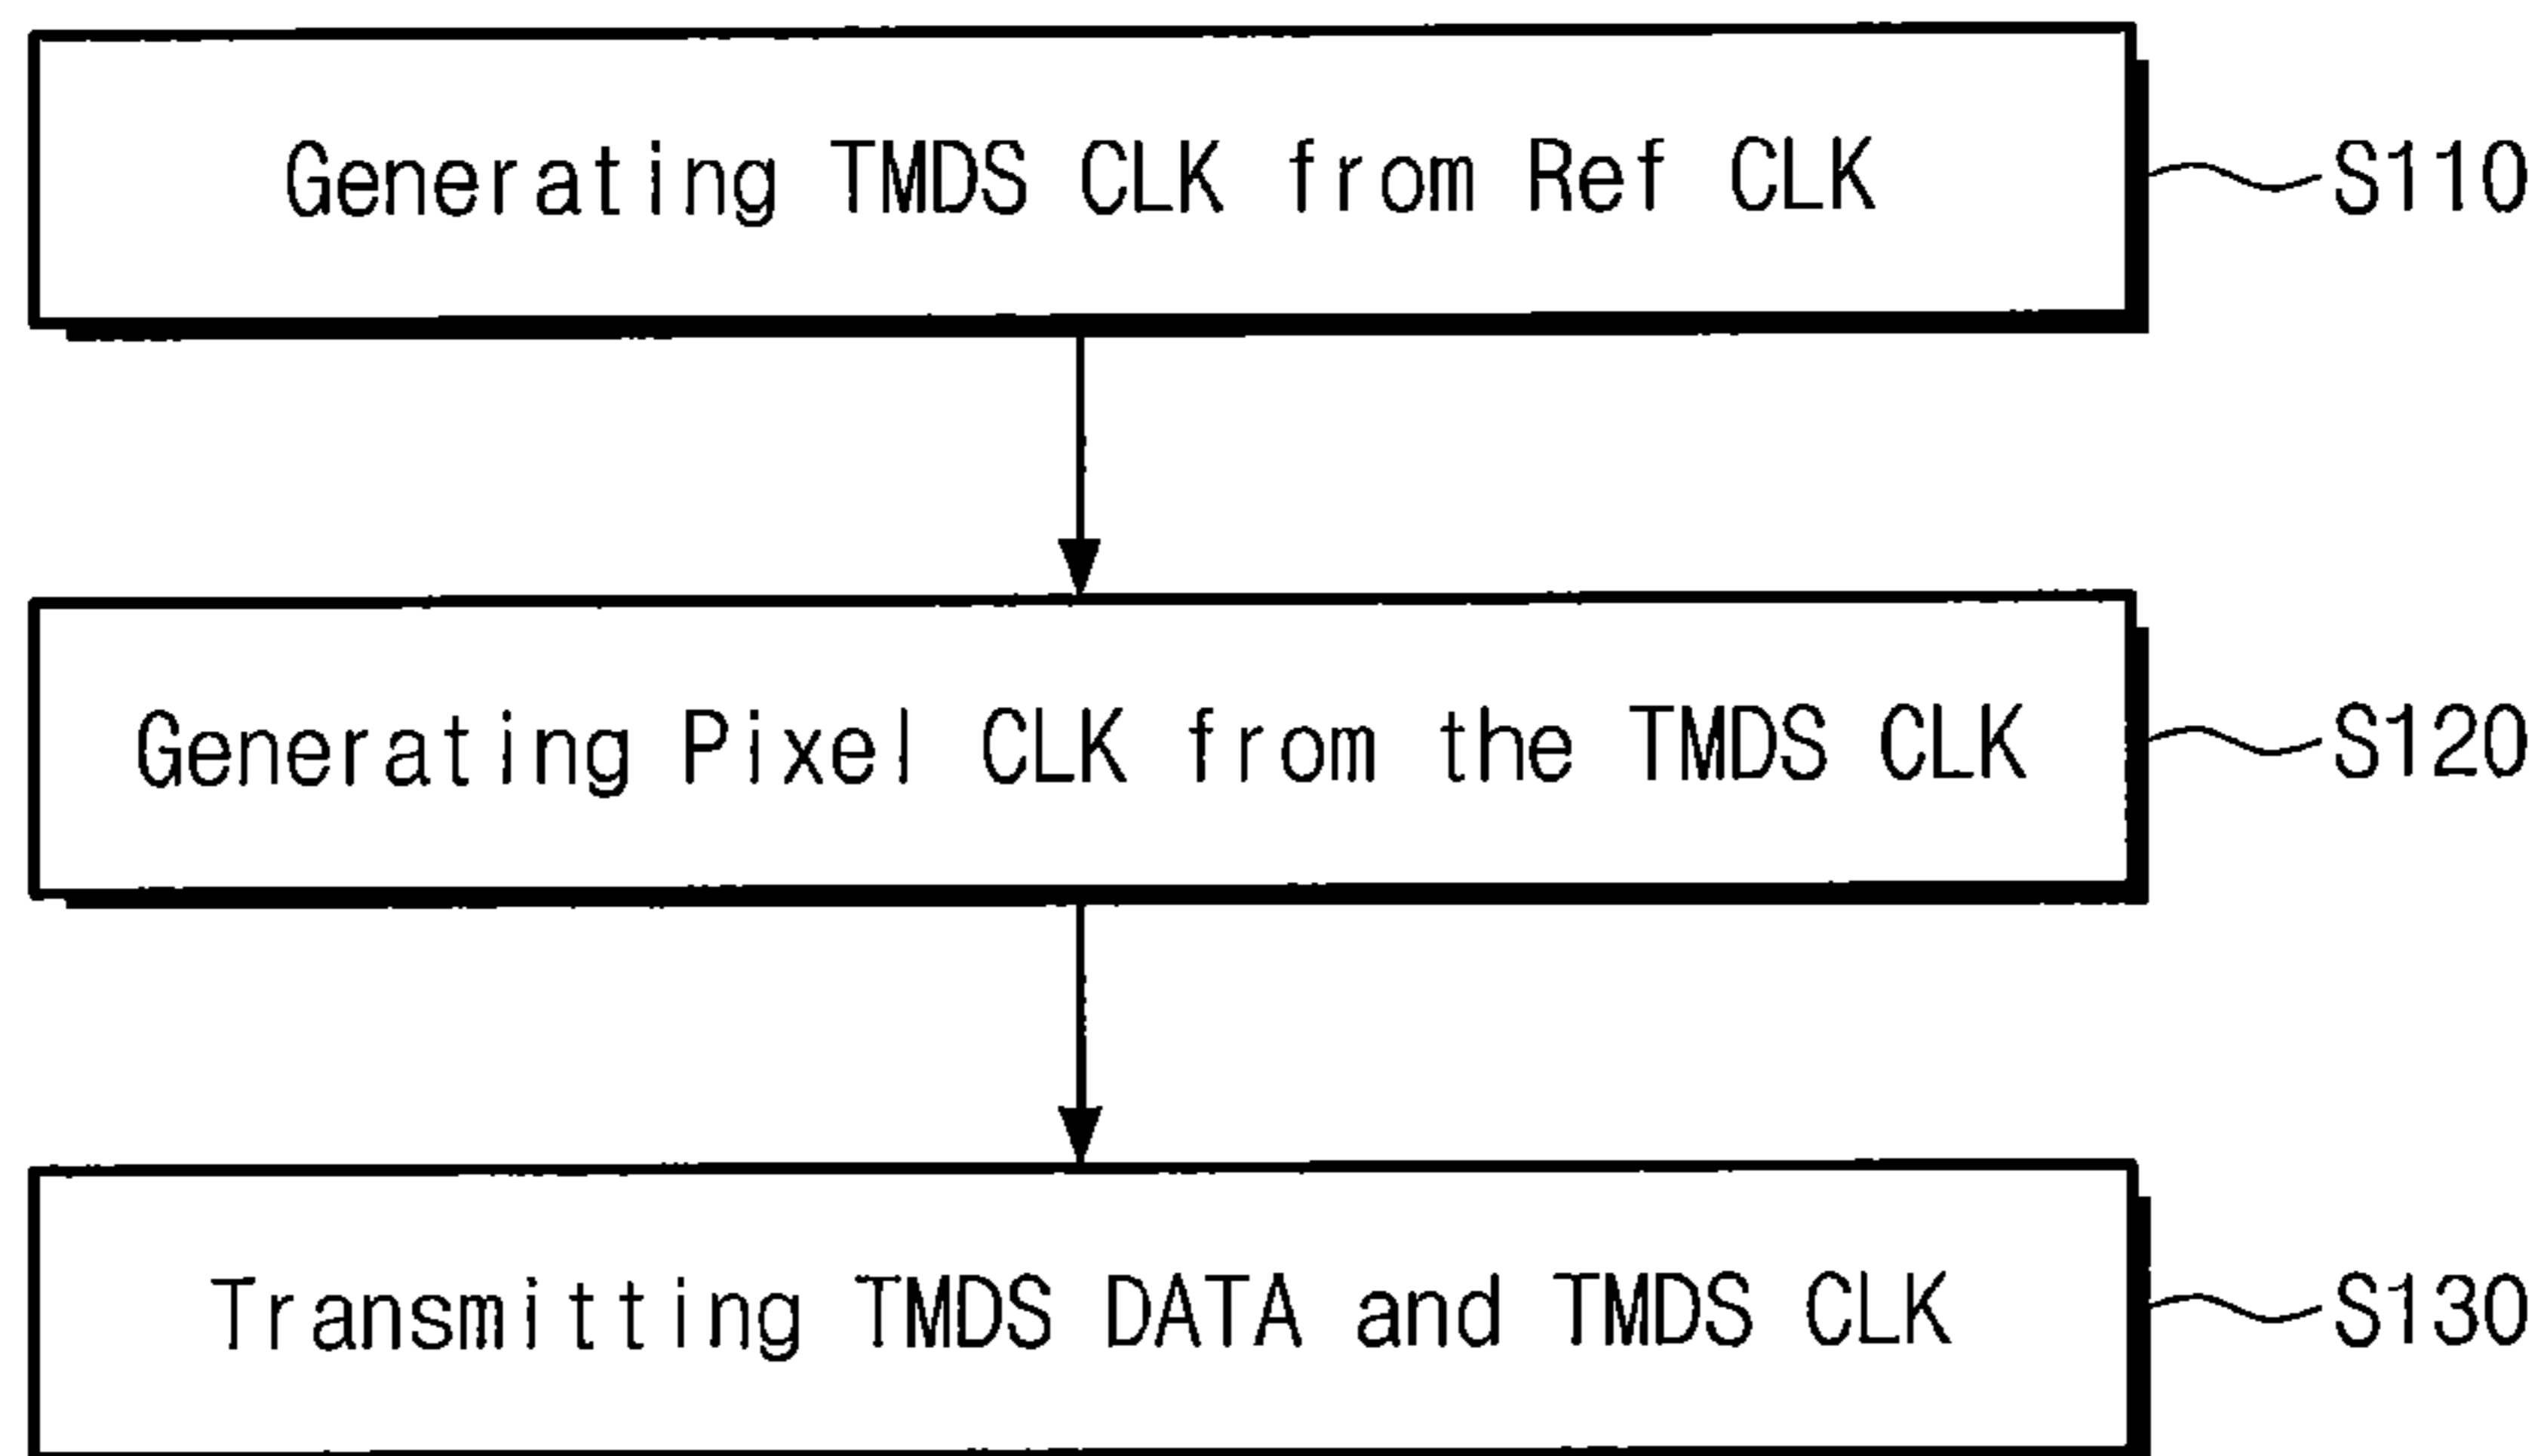 Generating TMDS CLK from Ref CLK
S110
Generating Pixel CLK from the TMDS CLK
S120
Transmitting TMDS DATA and TMDS CLK
S130